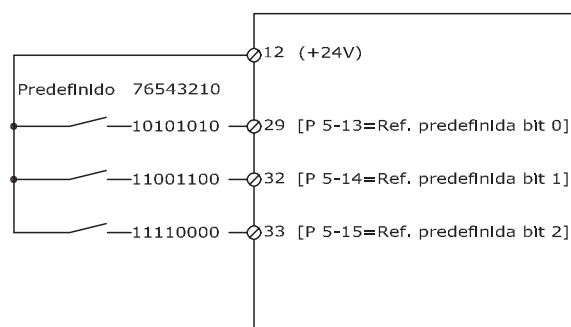 12 (+24V)
Predefinido 76543210
10101010 29 [P 5-13=Ref. predefinida bit 0]
11001100 32 [P 5-14=Ref. predefinida bit 1]
11110000 33 [P 5-15=Ref. predefinida bit 2]